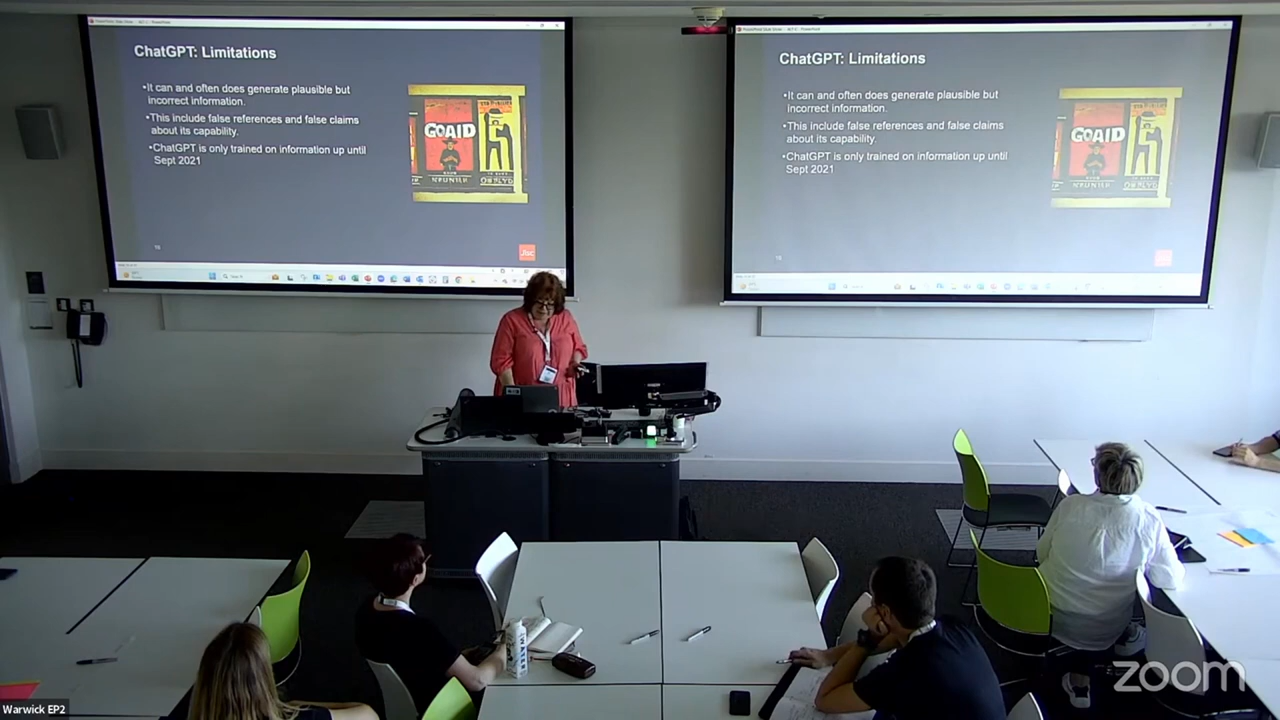 ChatGPT: Limitations
•It can and often does generate plausible but
incorrect information.
•This include false references and false claims
about its capability.
•ChatGPT is only trained on information up until
Sept 2021
GOAID
Jisc
ChatGPT: Limitations
•It can and often does generate plausible but
incorrect information.
•This include false references and false claims
about its capability.
•ChatGPT is only trained on information up until
Sept 2021
GOAID
Warwick EP2
zoom